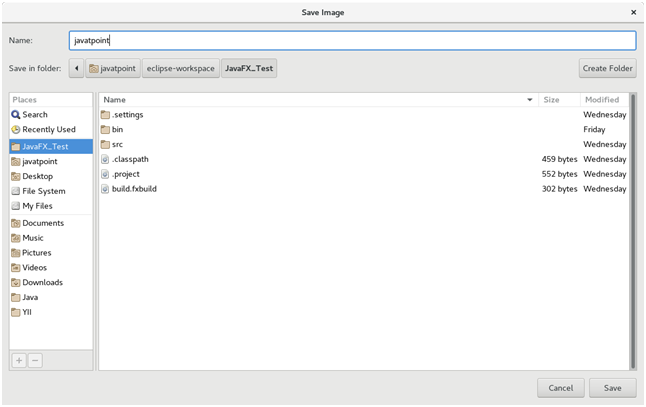 Save Image
Name: javatpoint
Save in folder: javatpoint eclipse-workspace JavaFX_Test Create Folder
Places
Search
Recently Used
JavaFX_Test
javatpoint
Desktop
File System
My Files
Documents
Music
Pictures
Videos
Downloads
Java
YII
Name Size Modified
.settings Wednesday
bin Friday
src Wednesday
.classpath 459 bytes Wednesday
.project 552 bytes Wednesday
build.fxbuild 302 bytes Wednesday
Cancel Save